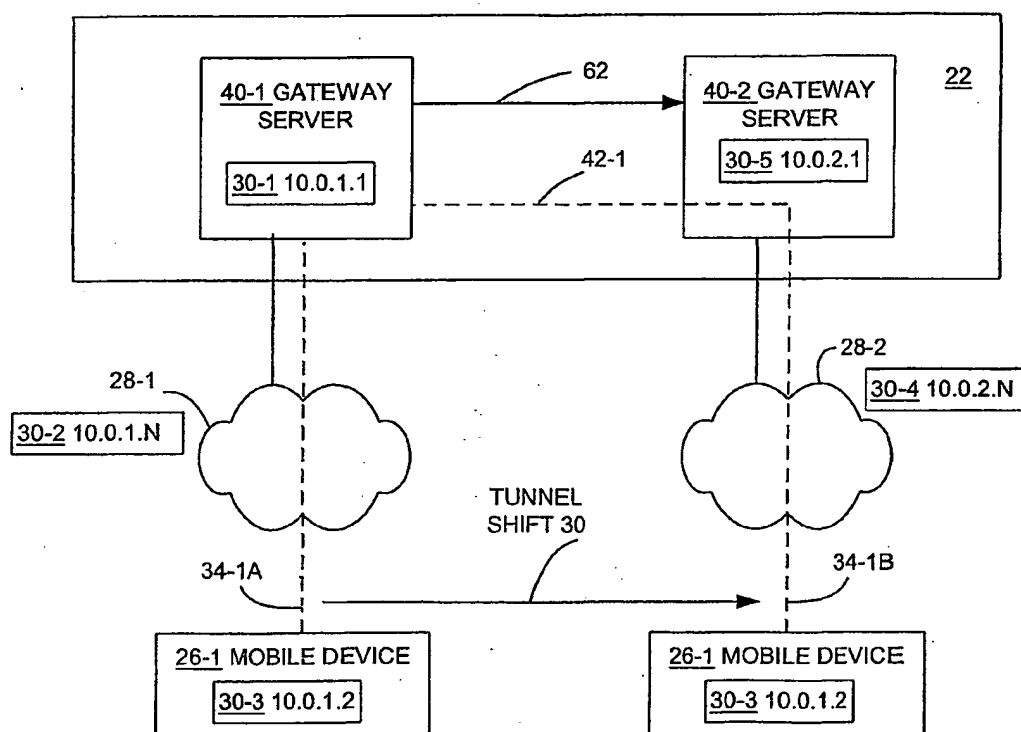 62
22
40-1 GATEWAY
SERVER
30-1 10.0.1.1
40-2 GATEWAY
SERVER
30-5 10.0.2.1
42-1
28-1
30-2 10.0.1.N
28-2
30-4 10.0.2.N
TUNNEL
SHIFT 30
34-1A
34-1B
26-1 MOBILE DEVICE
30-3 10.0.1.2
26-1 MOBILE DEVICE
30-3 10.0.1.2